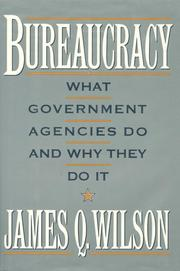 BUREAUCRACY
WHAT
GOVERNMENT
AGENCIES DO
AND WHY THEY
DO IT
JAMES Q. WILSON